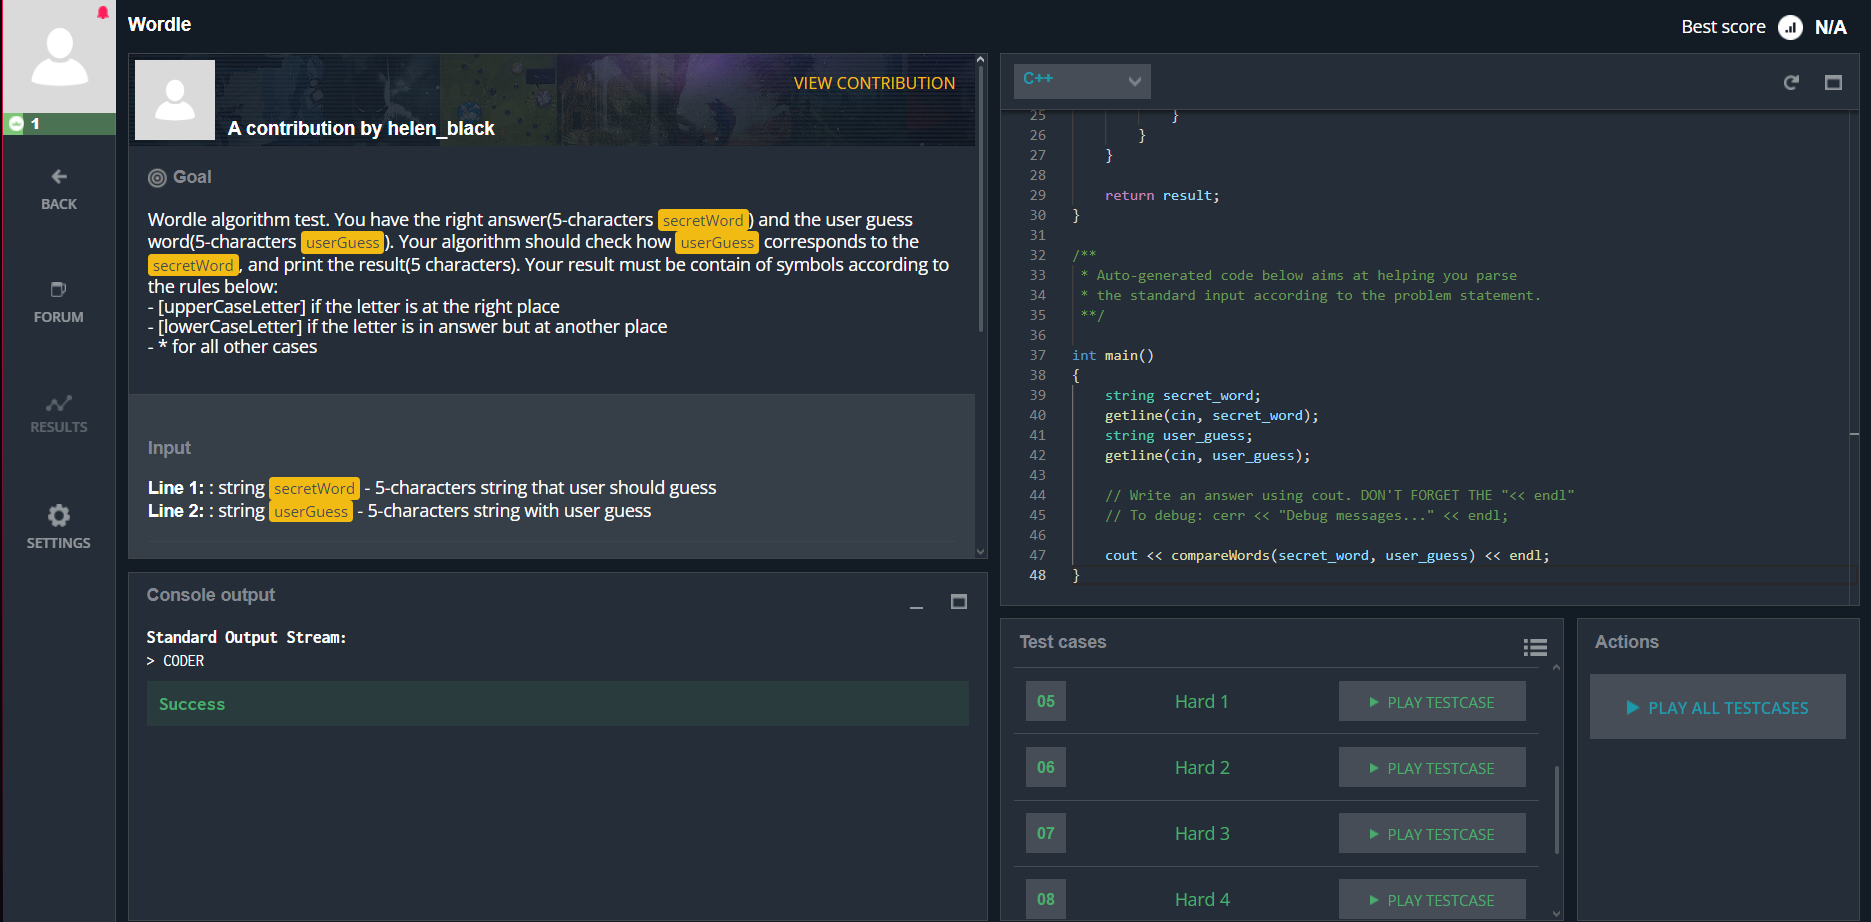 Wordle
Best score N/A
1
BACK
FORUM
RESULTS
SETTINGS
VIEW CONTRIBUTION
A contribution by helen_black
Goal
Wordle algorithm test. You have the right answer(5-characters secretWord) and the user guess
word(5-characters userGuess). Your algorithm should check how userGuess corresponds to the
secretWord, and print the result(5 characters). Your result must be contain of symbols according to
the rules below:
- [upperCaseLetter] if the letter is at the right place
- [lowerCaseLetter] if the letter is in answer but at another place
- * for all other cases
Input
Line 1: : string secretWord - 5-characters string that user should guess
Line 2: : string userGuess - 5-characters string with user guess
Console output
Standard Output Stream:
> CODER
Success
C++
25 }
26 }
27 }
28
29 return result;
30 }
31
32 /**
33 * Auto-generated code below aims at helping you parse
34 * the standard input according to the problem statement.
35 **/
36
37 int main()
38 {
39 string secret_word;
40 getline(cin, secret_word);
41 string user_guess;
42 getline(cin, user_guess);
43
44 // Write an answer using cout. DON'T FORGET THE "<< endl"
45 // To debug: cerr << "Debug messages..." << endl;
46
47 cout << compareWords(secret_word, user_guess) << endl;
48 }
Test cases
05 Hard 1 PLAY TESTCASE
06 Hard 2 PLAY TESTCASE
07 Hard 3 PLAY TESTCASE
08 Hard 4 PLAY TESTCASE
Actions
PLAY ALL TESTCASES